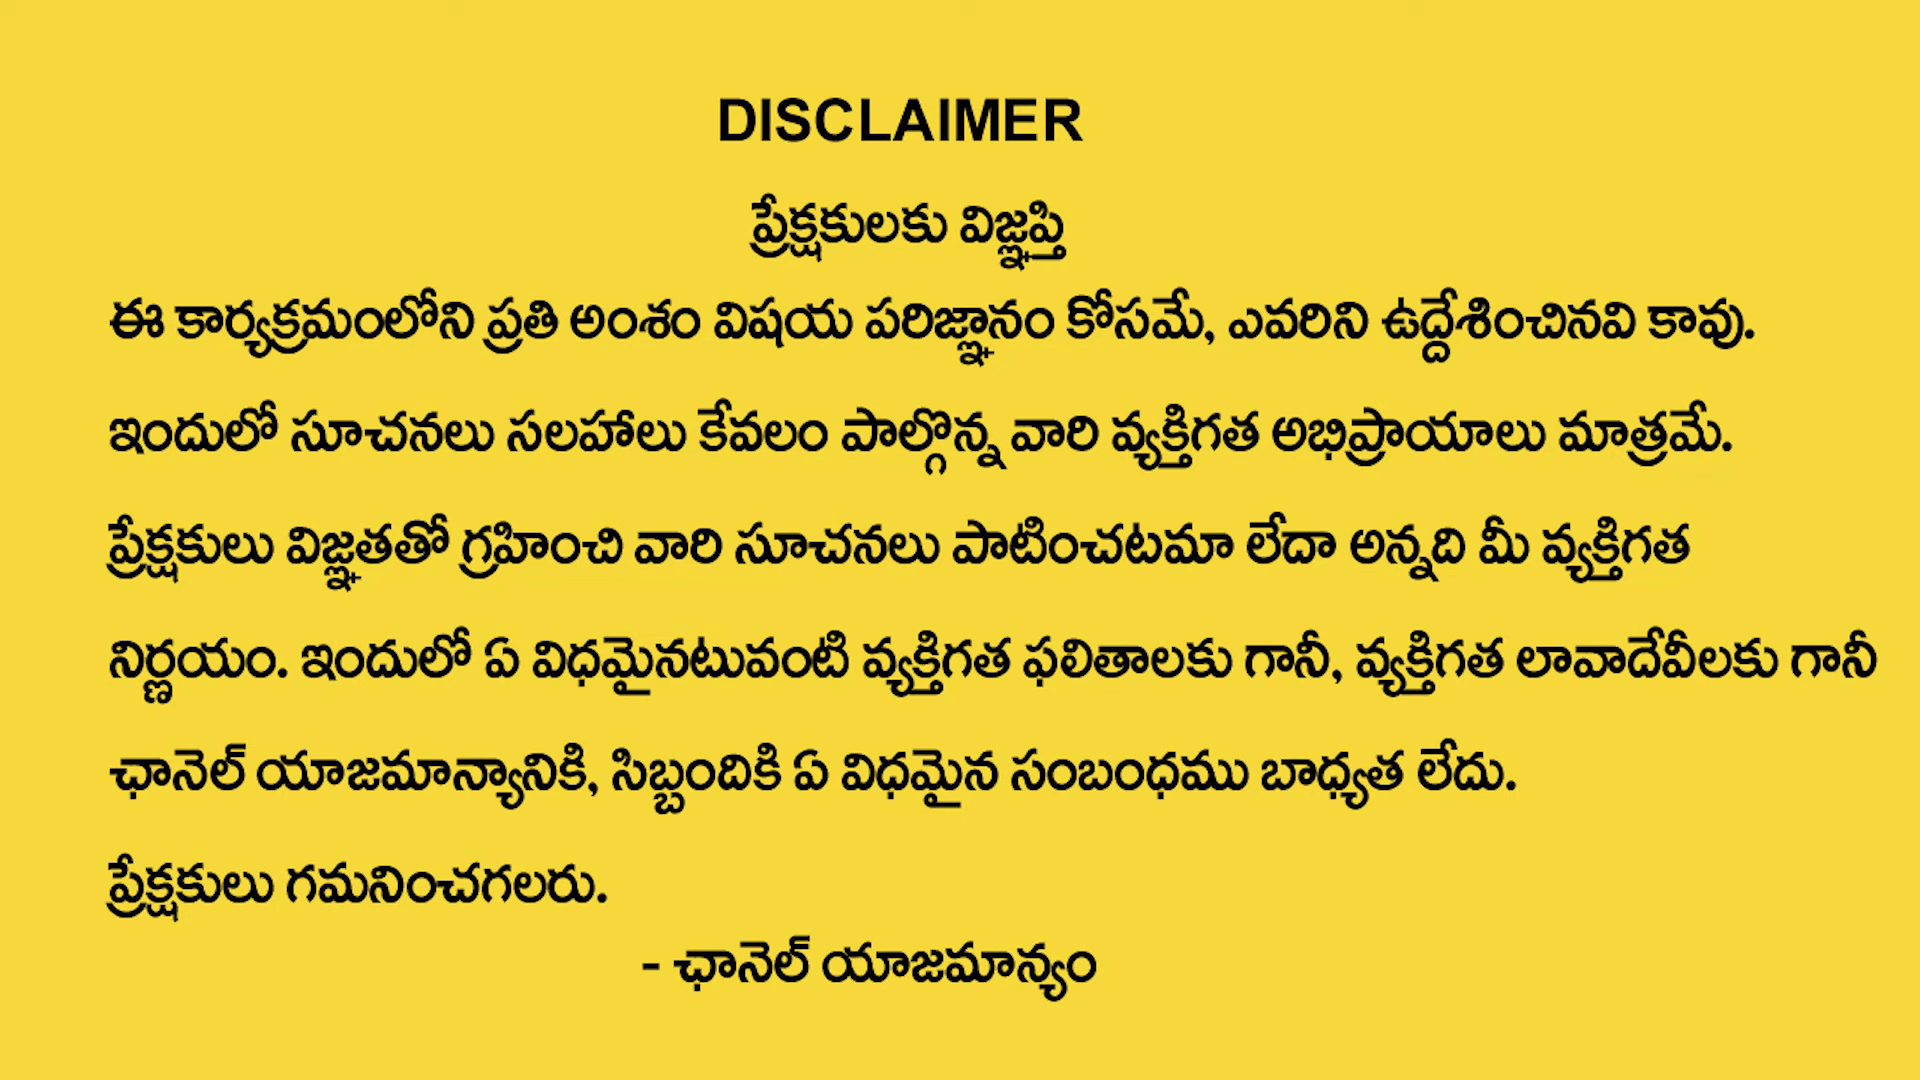 DISCLAIMER
ప్రేక్షకులకు విజ్ఞప్తి
ఈ కార్యక్రమంలోని ప్రతి అంశం విషయ పరిజ్ఞానం కోసమే, ఎవరిని ఉద్దేశించినవి కావు.
ఇందులో సూచనలు సలహాలు కేవలం పాల్గొన్న వారి వ్యక్తిగత అభిప్రాయాలు మాత్రమే.
ప్రేక్షకులు విజ్ఞతతో గ్రహించి వారి సూచనలు పాటించటమా లేదా అన్నది మీ వ్యక్తిగత
నిర్ణయం. ఇందులో ఏ విధమైనటువంటి వ్యక్తిగత ఫలితాలకు గానీ, వ్యక్తిగత లావాదేవీలకు గానీ
ఛానెల్ యాజమాన్యానికి, సిబ్బందికి ఏ విధమైన సంబంధము బాధ్యత లేదు.
ప్రేక్షకులు గమనించగలరు.
- ఛానెల్ యాజమాన్యం